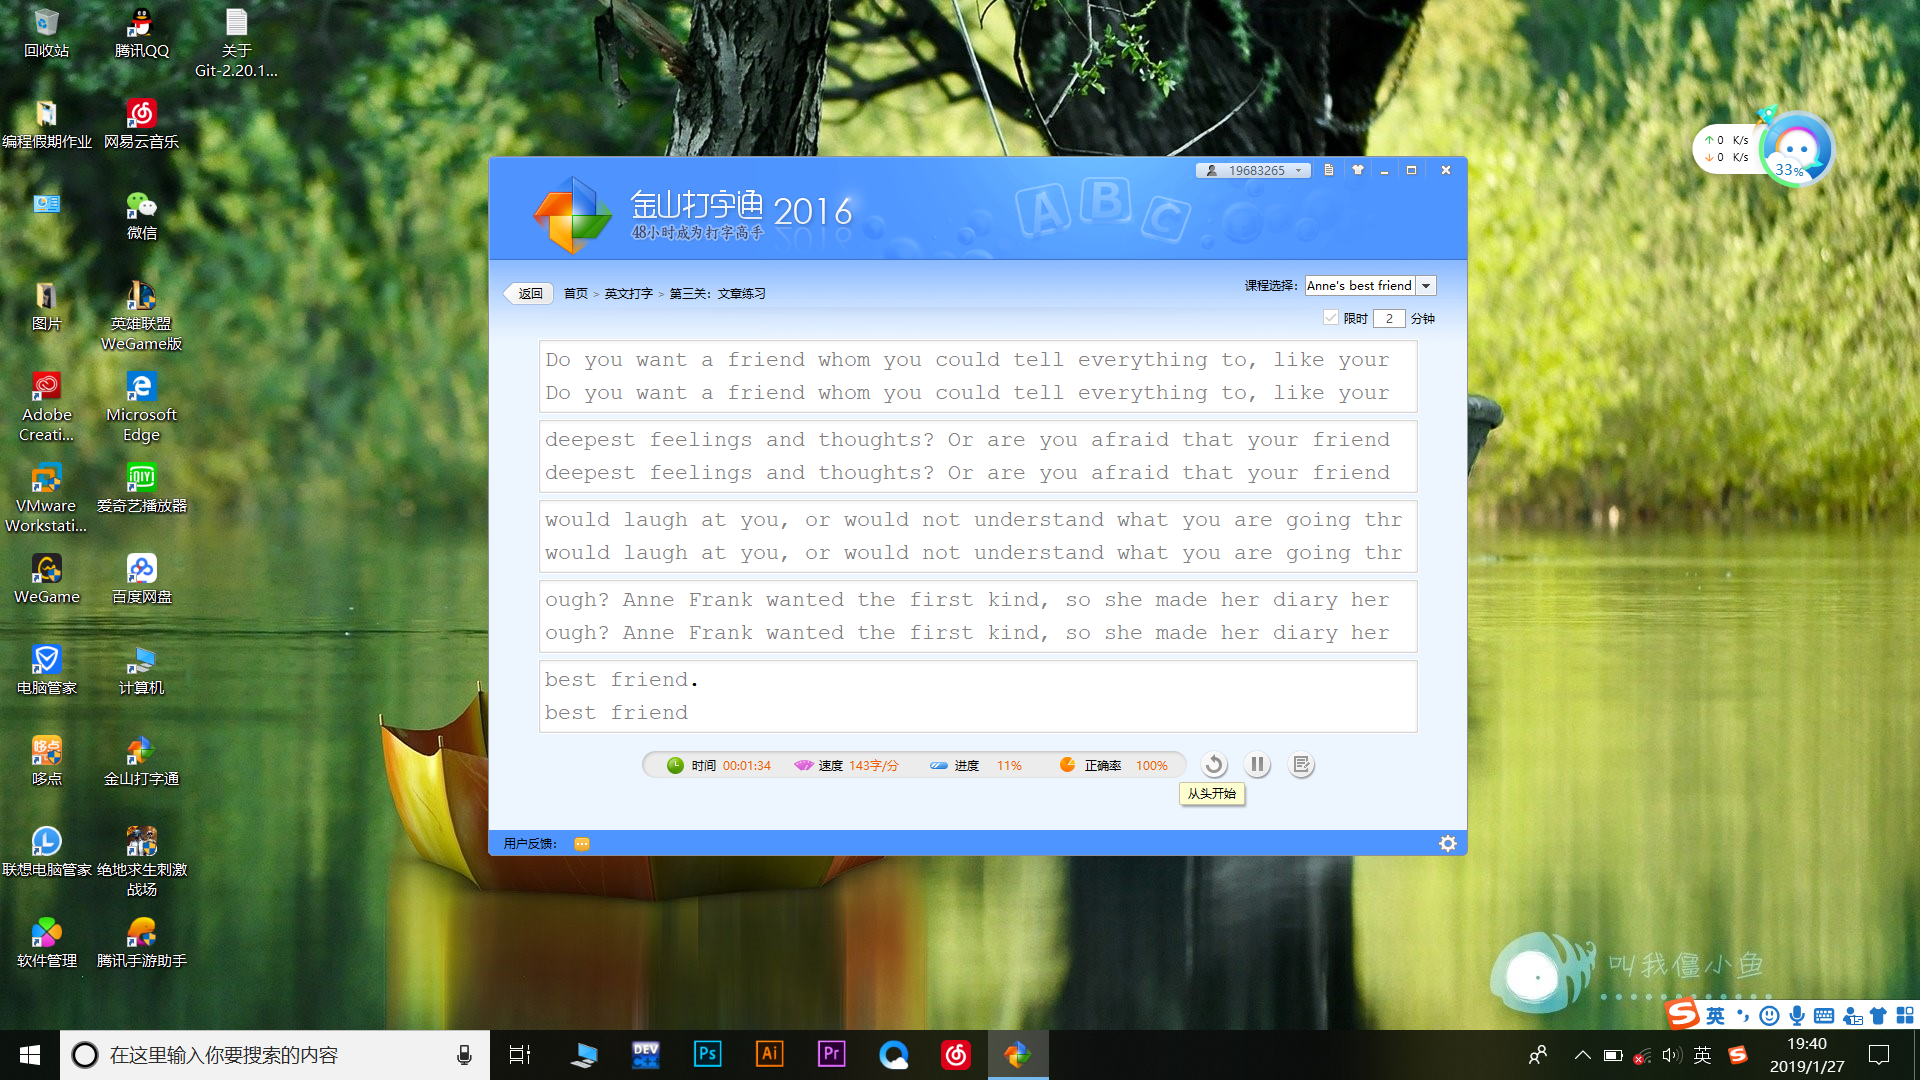 回收站
腾讯QQ
关于
Git-2.20.1...
编程假期作业
网易云音乐
微信
图片
英雄联盟
WeGame版
Adobe
Creati...
Microsoft
Edge
VMware
Workstati...
爱奇艺播放器
WeGame
百度网盘
电脑管家
计算机
哆点
金山打字通
联想电脑管家
绝地求生刺激
战场
软件管理
腾讯手游助手
19683265
金山打字通 2016
48小时成为打字高手
A B C
返回
首页 > 英文打字 > 第三关：文章练习
课程选择： Anne's best friend
限时 2 分钟
Do you want a friend whom you could tell everything to, like your
Do you want a friend whom you could tell everything to, like your
deepest feelings and thoughts? Or are you afraid that your friend
deepest feelings and thoughts? Or are you afraid that your friend
would laugh at you, or would not understand what you are going thr
would laugh at you, or would not understand what you are going thr
ough? Anne Frank wanted the first kind, so she made her diary her
ough? Anne Frank wanted the first kind, so she made her diary her
best friend.
best friend
时间 00:01:34 速度 143字/分 进度 11% 正确率 100%
从头开始
用户反馈：
↑ 0 K/s
↓ 0 K/s
33%
叫我僵小鱼
S 英
在这里输入你要搜索的内容
DEV C++
Ps
Ai
Pr
英
19:40
2019/1/27